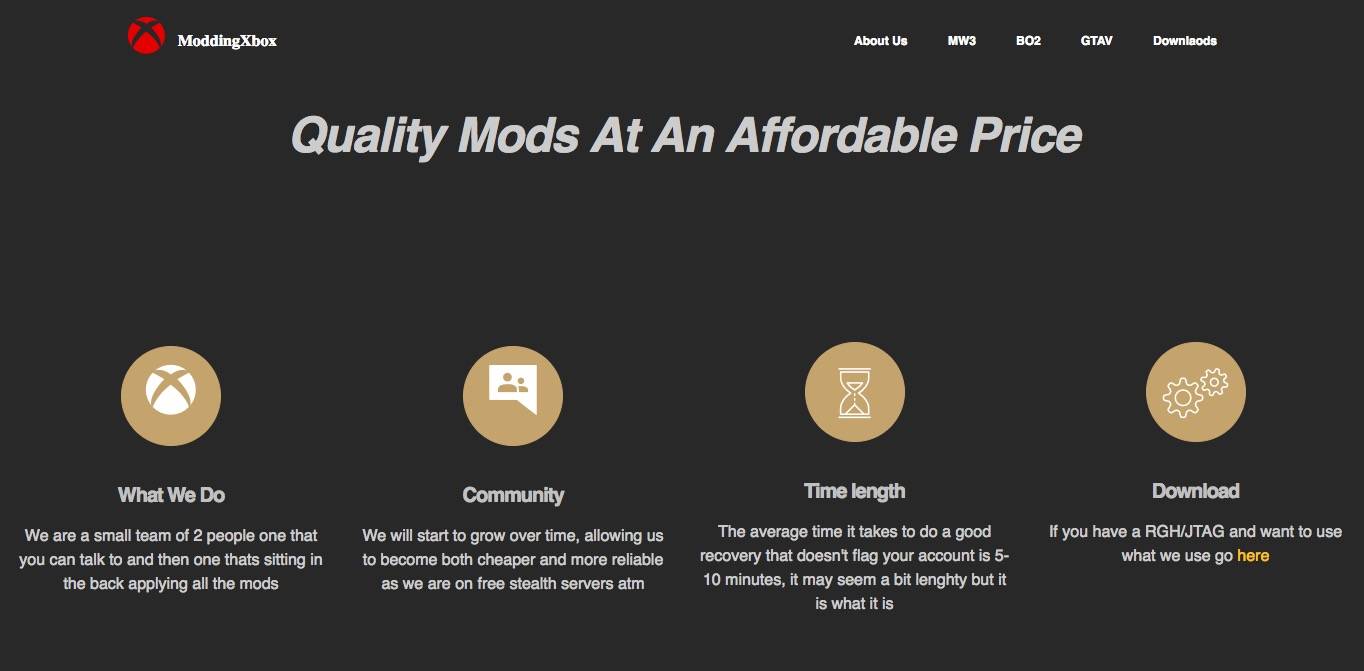 ModdingXbox
About Us
MW3
BO2
GTAV
Downlaods
Quality Mods At An Affordable Price
What We Do
We are a small team of 2 people one that
you can talk to and then one thats sitting in
the back applying all the mods
Community
We will start to grow over time, allowing us
to become both cheaper and more reliable
as we are on free stealth servers atm
Time length
The average time it takes to do a good
recovery that doesn't flag your account is 5-
10 minutes, it may seem a bit lenghty but it
is what it is
Download
If you have a RGH/JTAG and want to use
what we use go here